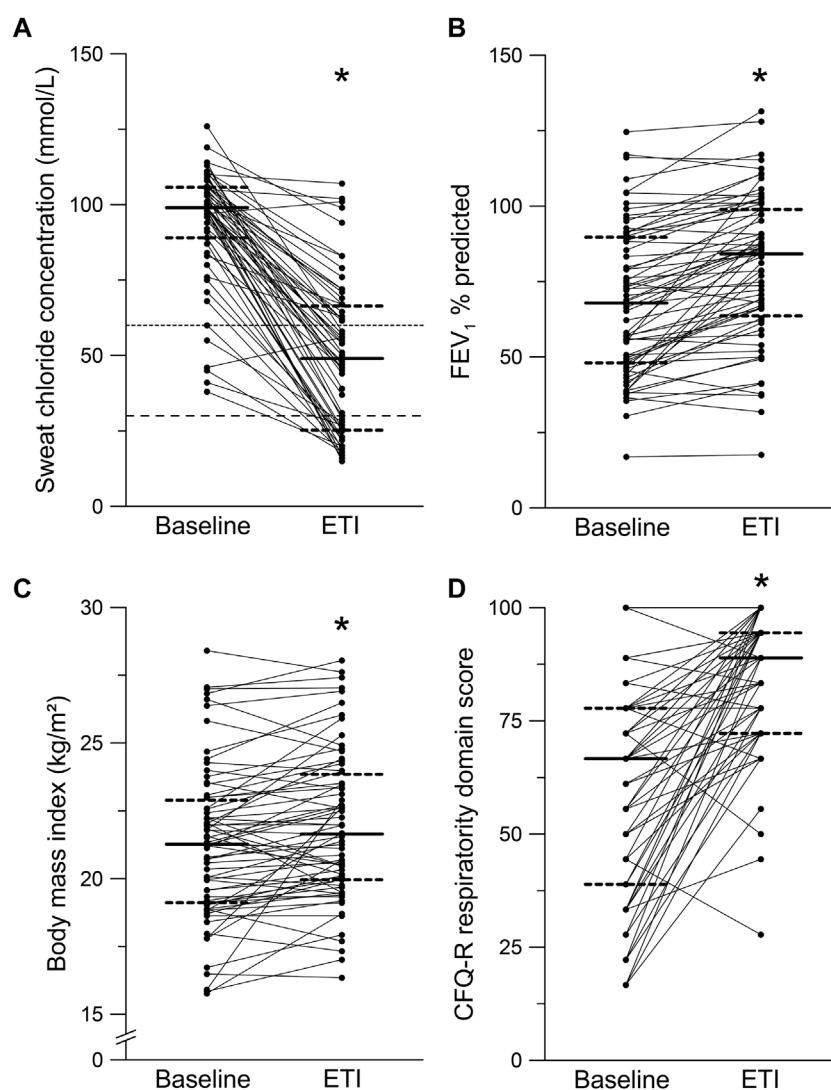 A
Sweat chloride concentration (mmol/L)
150
100
50
0
*
Baseline
ETI
B
FEV1 % predicted
150
100
50
0
*
Baseline
ETI
C
Body mass index (kg/m²)
30
25
20
15
0
*
Baseline
ETI
D
CFQ-R respiratority domain score
100
75
50
25
0
*
Baseline
ETI